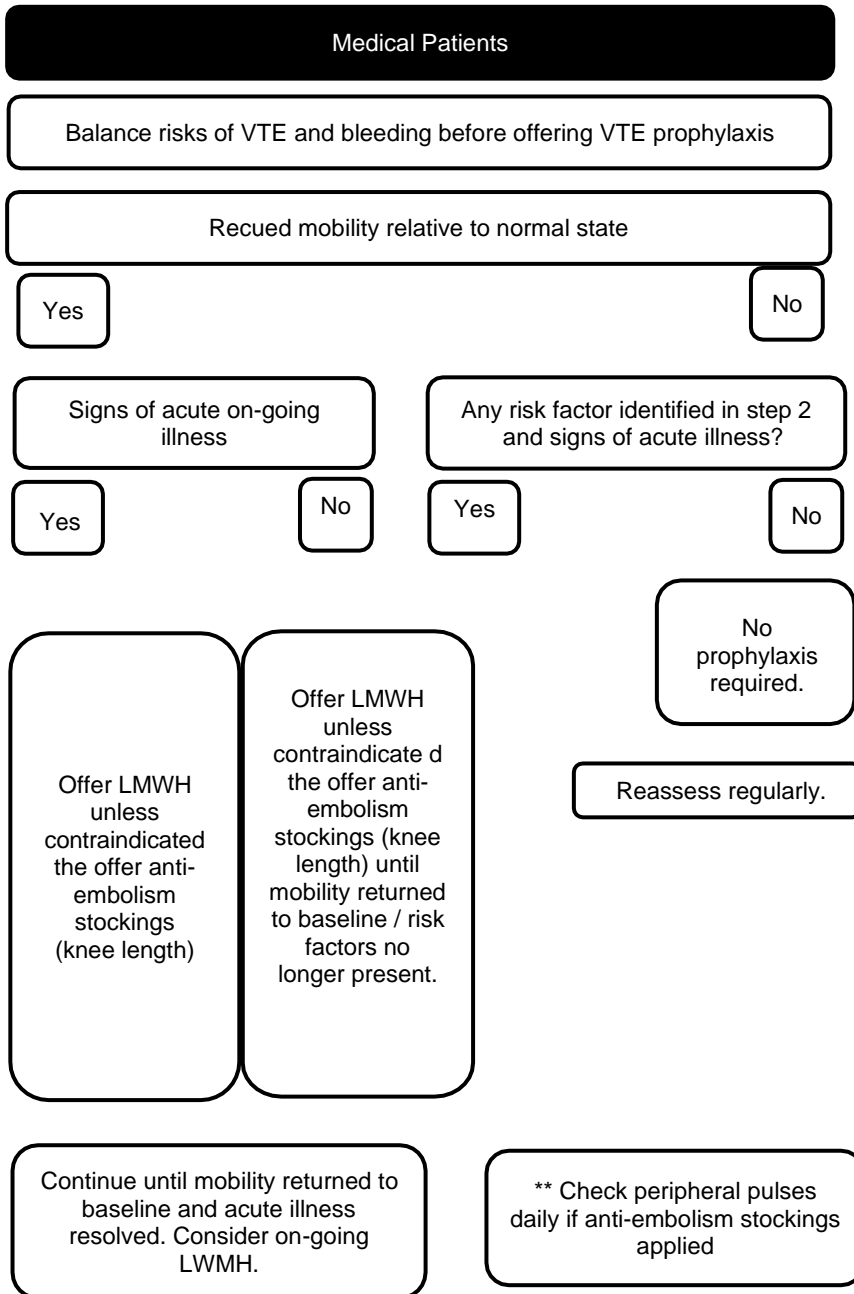 Medical Patients
Balance risks of VTE and bleeding before offering VTE prophylaxis
Recued mobility relative to normal state
Yes
No
Signs of acute on-going
illness
Any risk factor identified in step 2
and signs of acute illness?
Yes
No
Yes
No
No
prophylaxis
required.
Offer LMWH
unless
contraindicated
the offer anti-
embolism
stockings
(knee length)
Offer LMWH
unless
contraindicate d
the offer anti-
embolism
stockings (knee
length) until
mobility returned
to baseline / risk
factors no
longer present.
Reassess regularly.
Continue until mobility returned to
baseline and acute illness
resolved. Consider on-going
LWMH.
** Check peripheral pulses
daily if anti-embolism stockings
applied